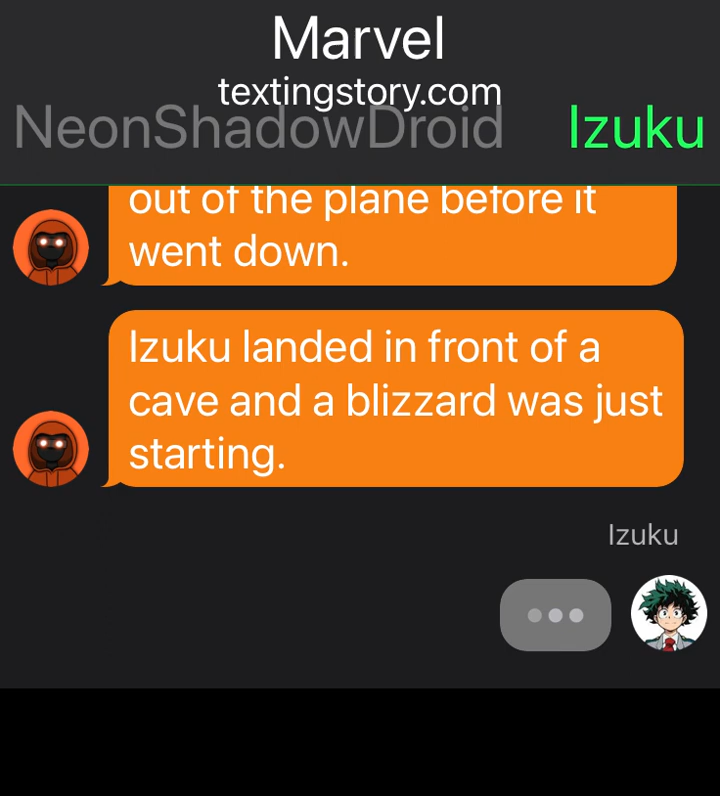 Marvel
textingstory.com
NeonShadowDroid Izuku
out of the plane before it
went down.
Izuku landed in front of a
cave and a blizzard was just
starting.
Izuku